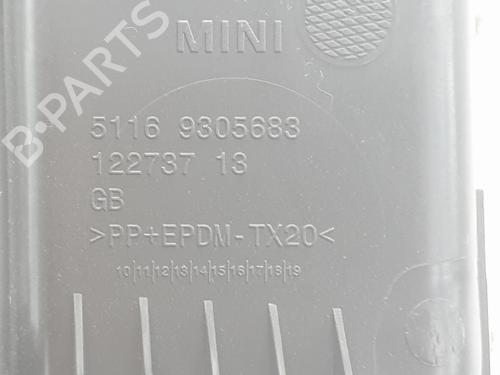 MINI
5116 9305683
122737 13
GB
>PP+EPDM-TX20<
10|11|12|13|14|15|16|17|18|19
B-PARTS